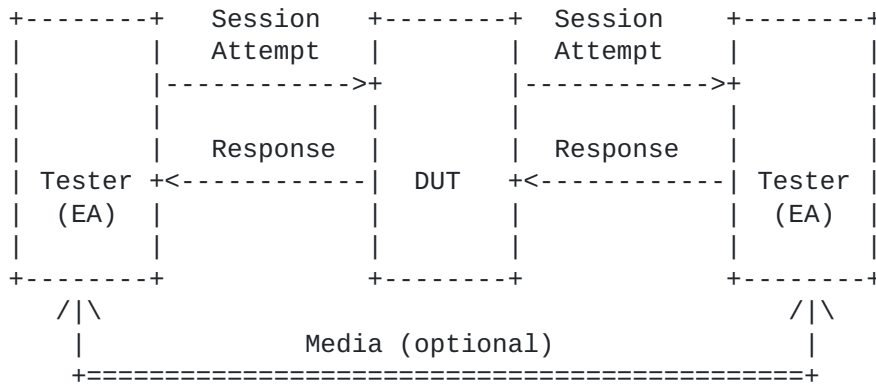 Session Session
Attempt Attempt
Response Response
Tester DUT Tester
(EA) (EA)
Media (optional)